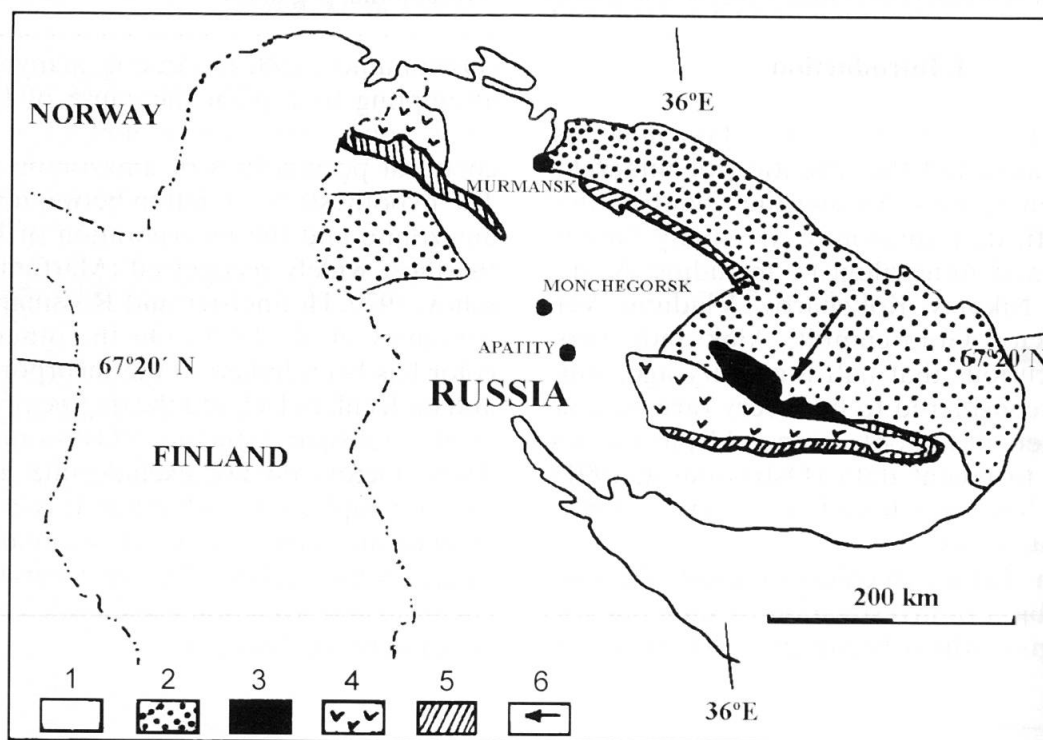 36°E
NORWAY
MURMANSK
MONCHEGORSK
67°20´ N
APATITY
67°20´N
RUSSIA
FINLAND
200 km
36°E
1 2 3 4 5 6